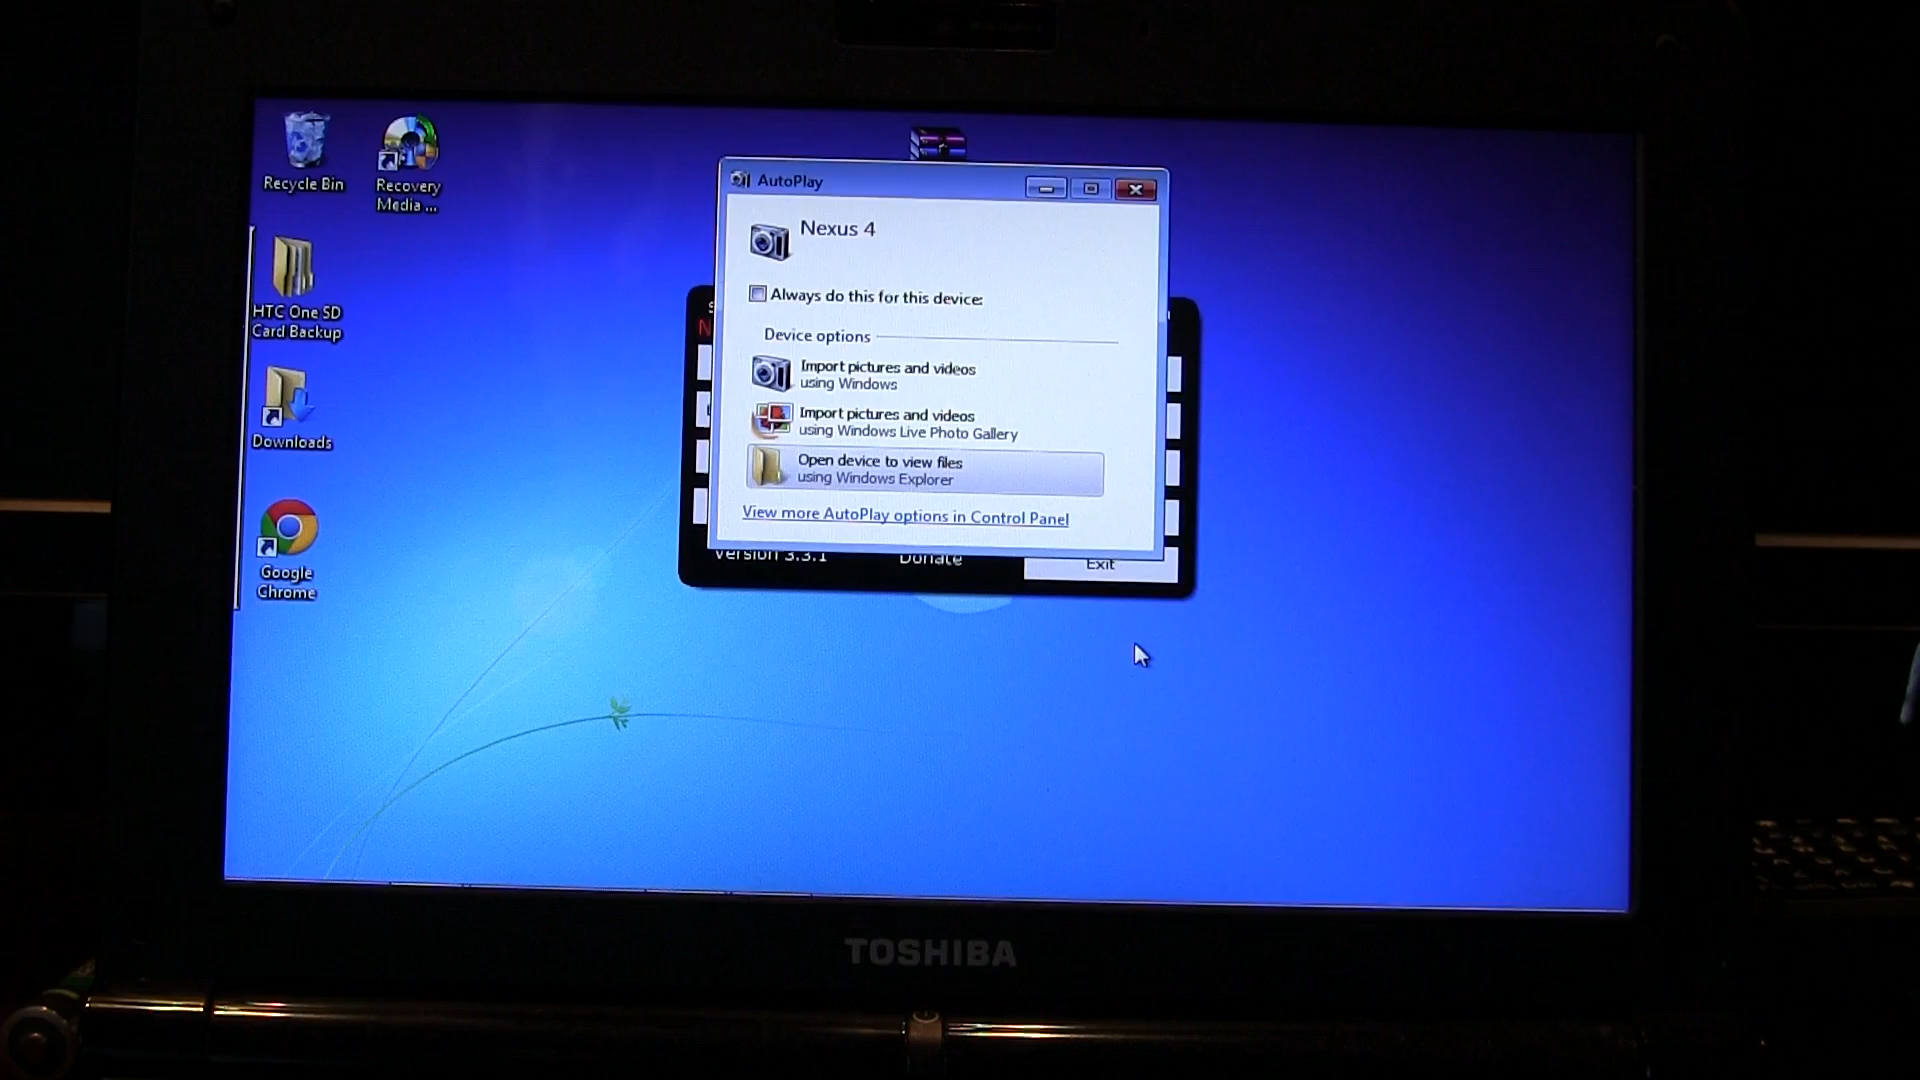 Recycle Bin
Recovery
Media ...
HTC One SD
Card Backup
Downloads
Google
Chrome
AutoPlay
Nexus 4
Always do this for this device:
Device options
Import pictures and videos
using Windows
Import pictures and videos
using Windows Live Photo Gallery
Open device to view files
using Windows Explorer
View more AutoPlay options in Control Panel
Version 3.3.1
Donate
Exit
TOSHIBA